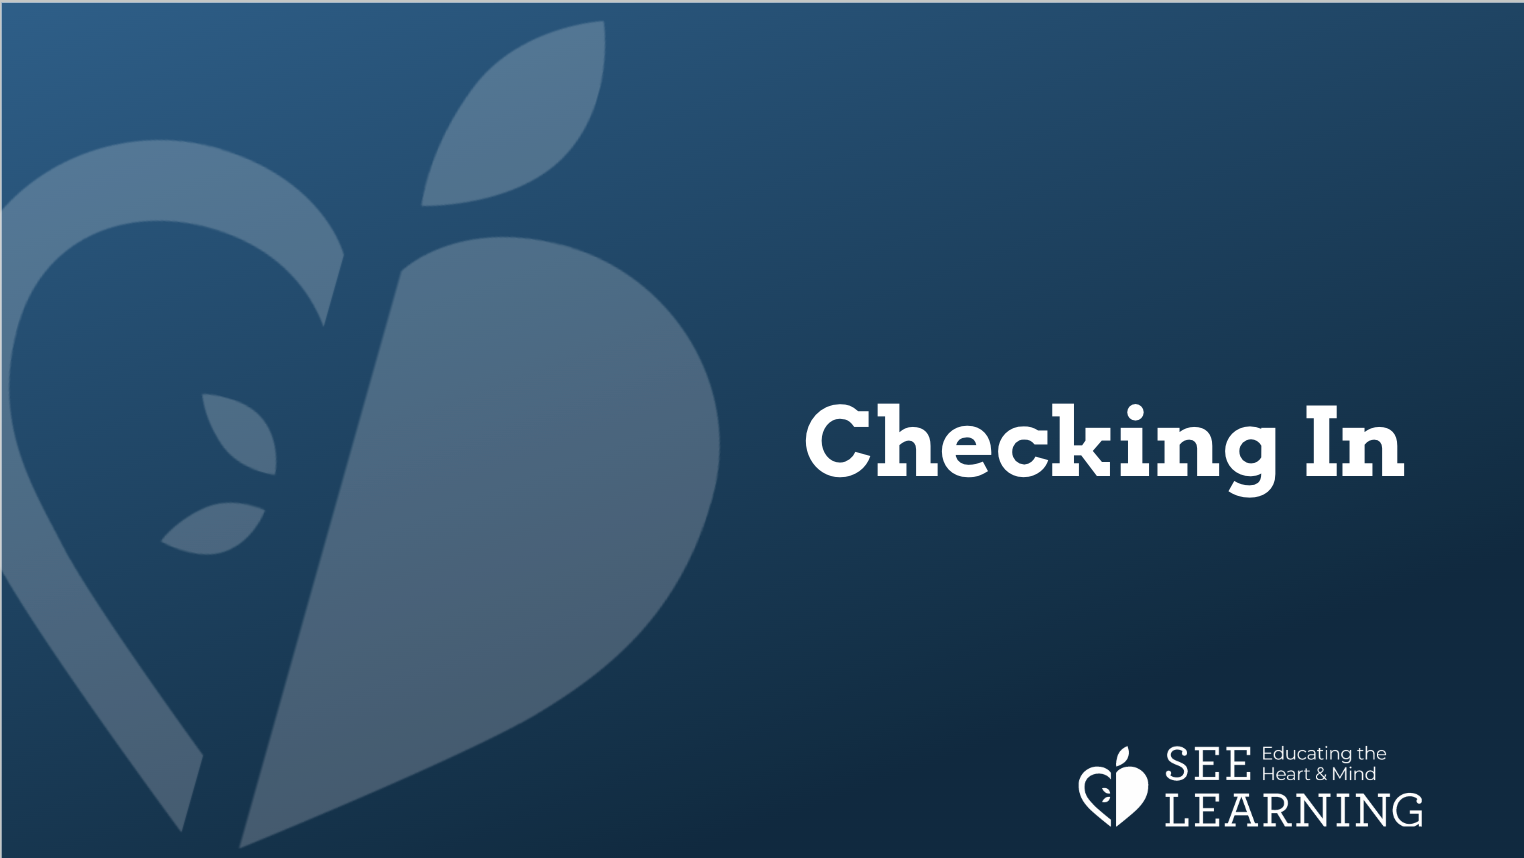 Checking In
SEE
Educating the
Heart & Mind
LEARNING